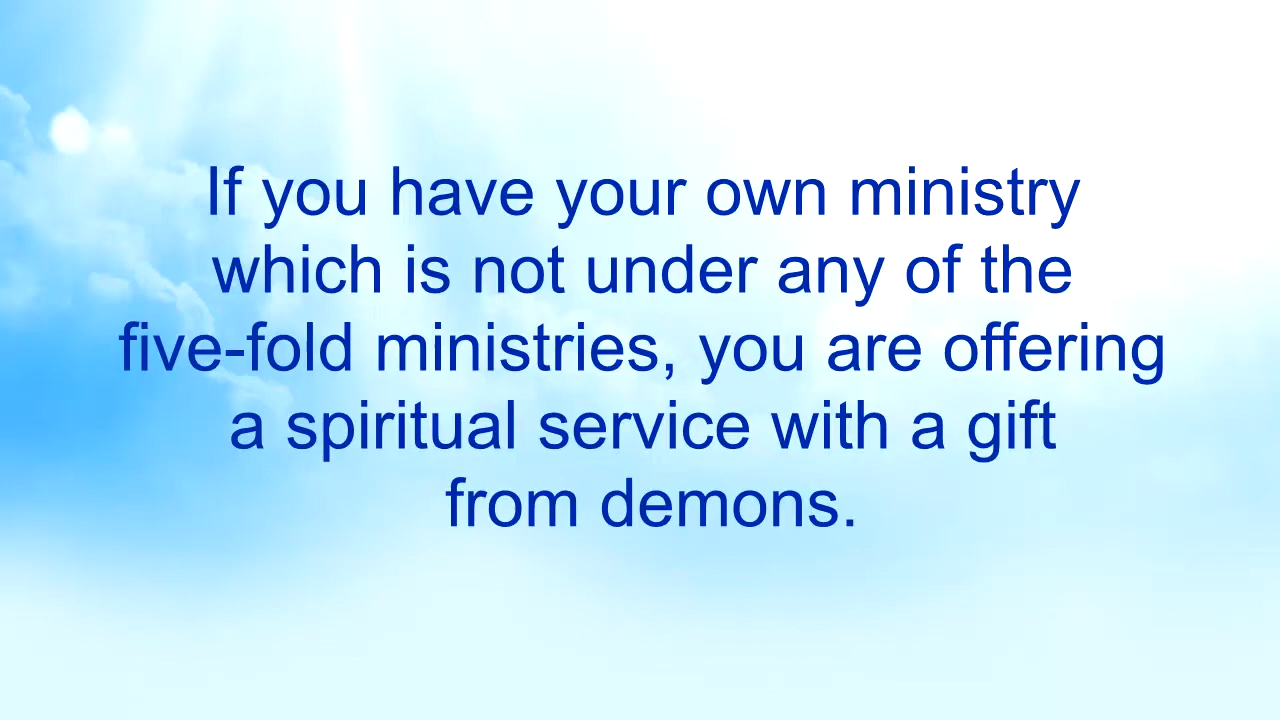 If you have your own ministry
which is not under any of the
five-fold ministries, you are offering
a spiritual service with a gift
from demons.